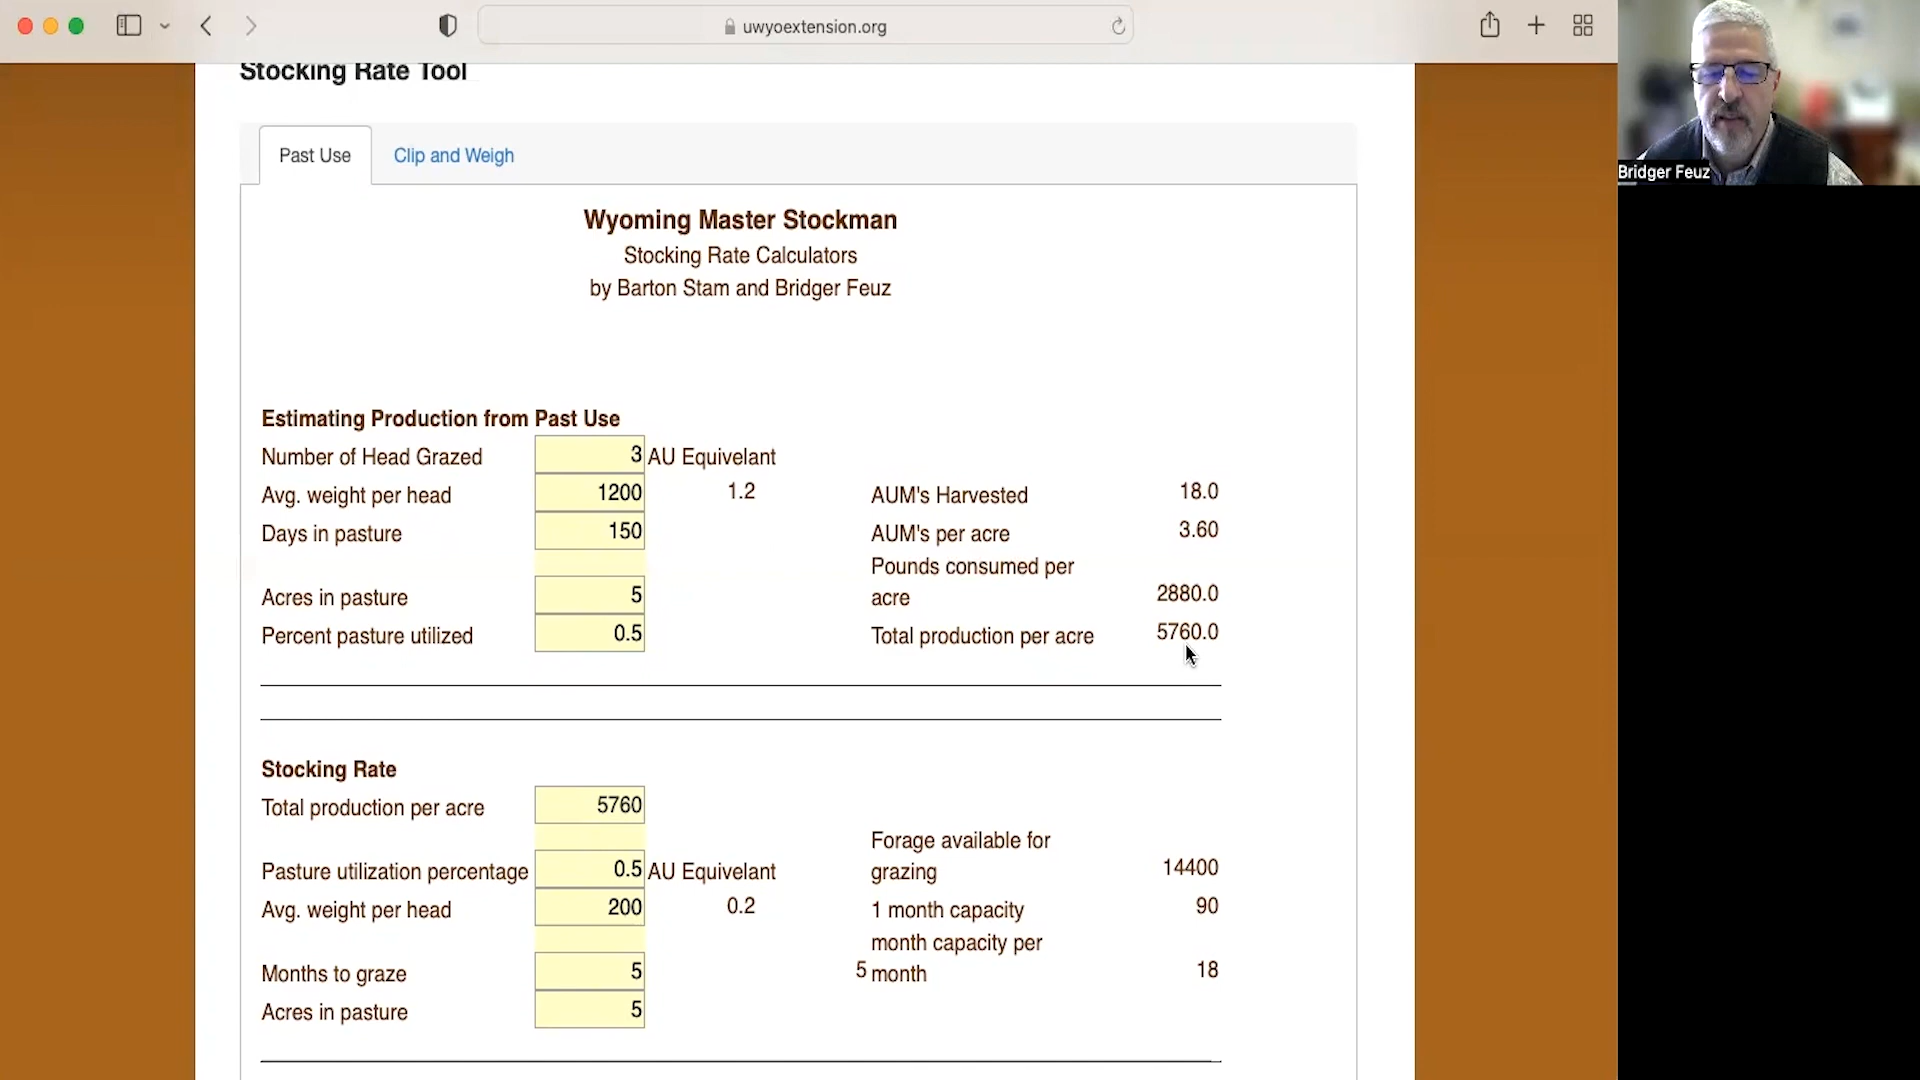 uwyoextension.org
Bridger Feuz
Stocking Rate Tool
Past Use
Clip and Weigh
Wyoming Master Stockman
Stocking Rate Calculators
by Barton Stam and Bridger Feuz
Estimating Production from Past Use
Number of Head Grazed 3 AU Equivelant
Avg. weight per head 1200 1.2 AUM's Harvested 18.0
Days in pasture 150 AUM's per acre 3.60
Pounds consumed per
Acres in pasture 5 acre 2880.0
Percent pasture utilized 0.5 Total production per acre 5760.0
Stocking Rate
Total production per acre 5760
Forage available for
Pasture utilization percentage 0.5 AU Equivelant grazing 14400
Avg. weight per head 200 0.2 1 month capacity 90
month capacity per
Months to graze 5 5 month 18
Acres in pasture 5